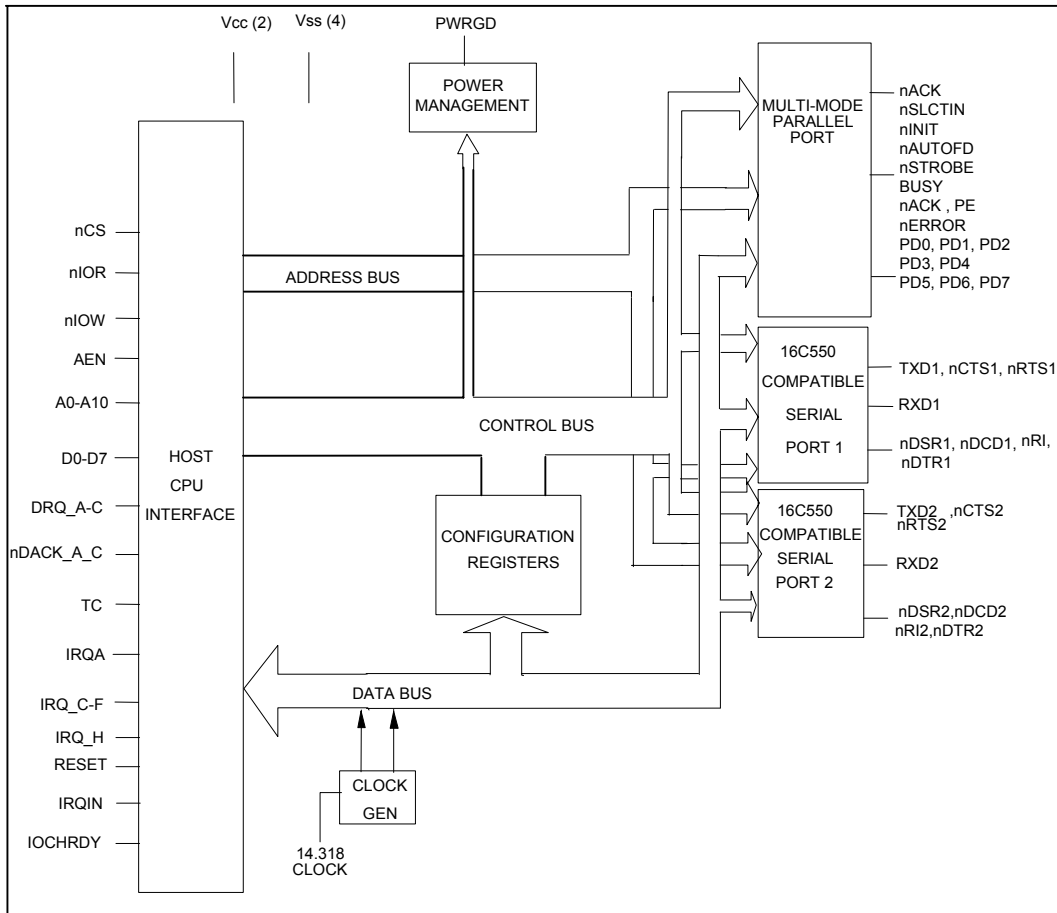 Vcc (2)
Vss (4)
PWRGD
POWER
MANAGEMENT
MULTI-MODE
PARALLEL
PORT
nACK
nSLCTIN
nINIT
nAUTOFD
nSTROBE
BUSY
nACK , PE
nERROR
PD0, PD1, PD2
PD3, PD4
PD5, PD6, PD7
nCS
nIOR
nIOW
AEN
A0-A10
D0-D7
DRQ_A-C
nDACK_A_C
TC
IRQA
IRQ_C-F
IRQ_H
RESET
IRQIN
IOCHRDY
HOST
CPU
INTERFACE
ADDRESS BUS
CONTROL BUS
CONFIGURATION
REGISTERS
DATA BUS
CLOCK
GEN
14.318
CLOCK
16C550
COMPATIBLE
SERIAL
PORT 1
TXD1, nCTS1, nRTS1
RXD1
nDSR1, nDCD1, nRI,
nDTR1
16C550
COMPATIBLE
SERIAL
PORT 2
TXD2 ,nCTS2
nRTS2
RXD2
nDSR2,nDCD2
nRI2,nDTR2